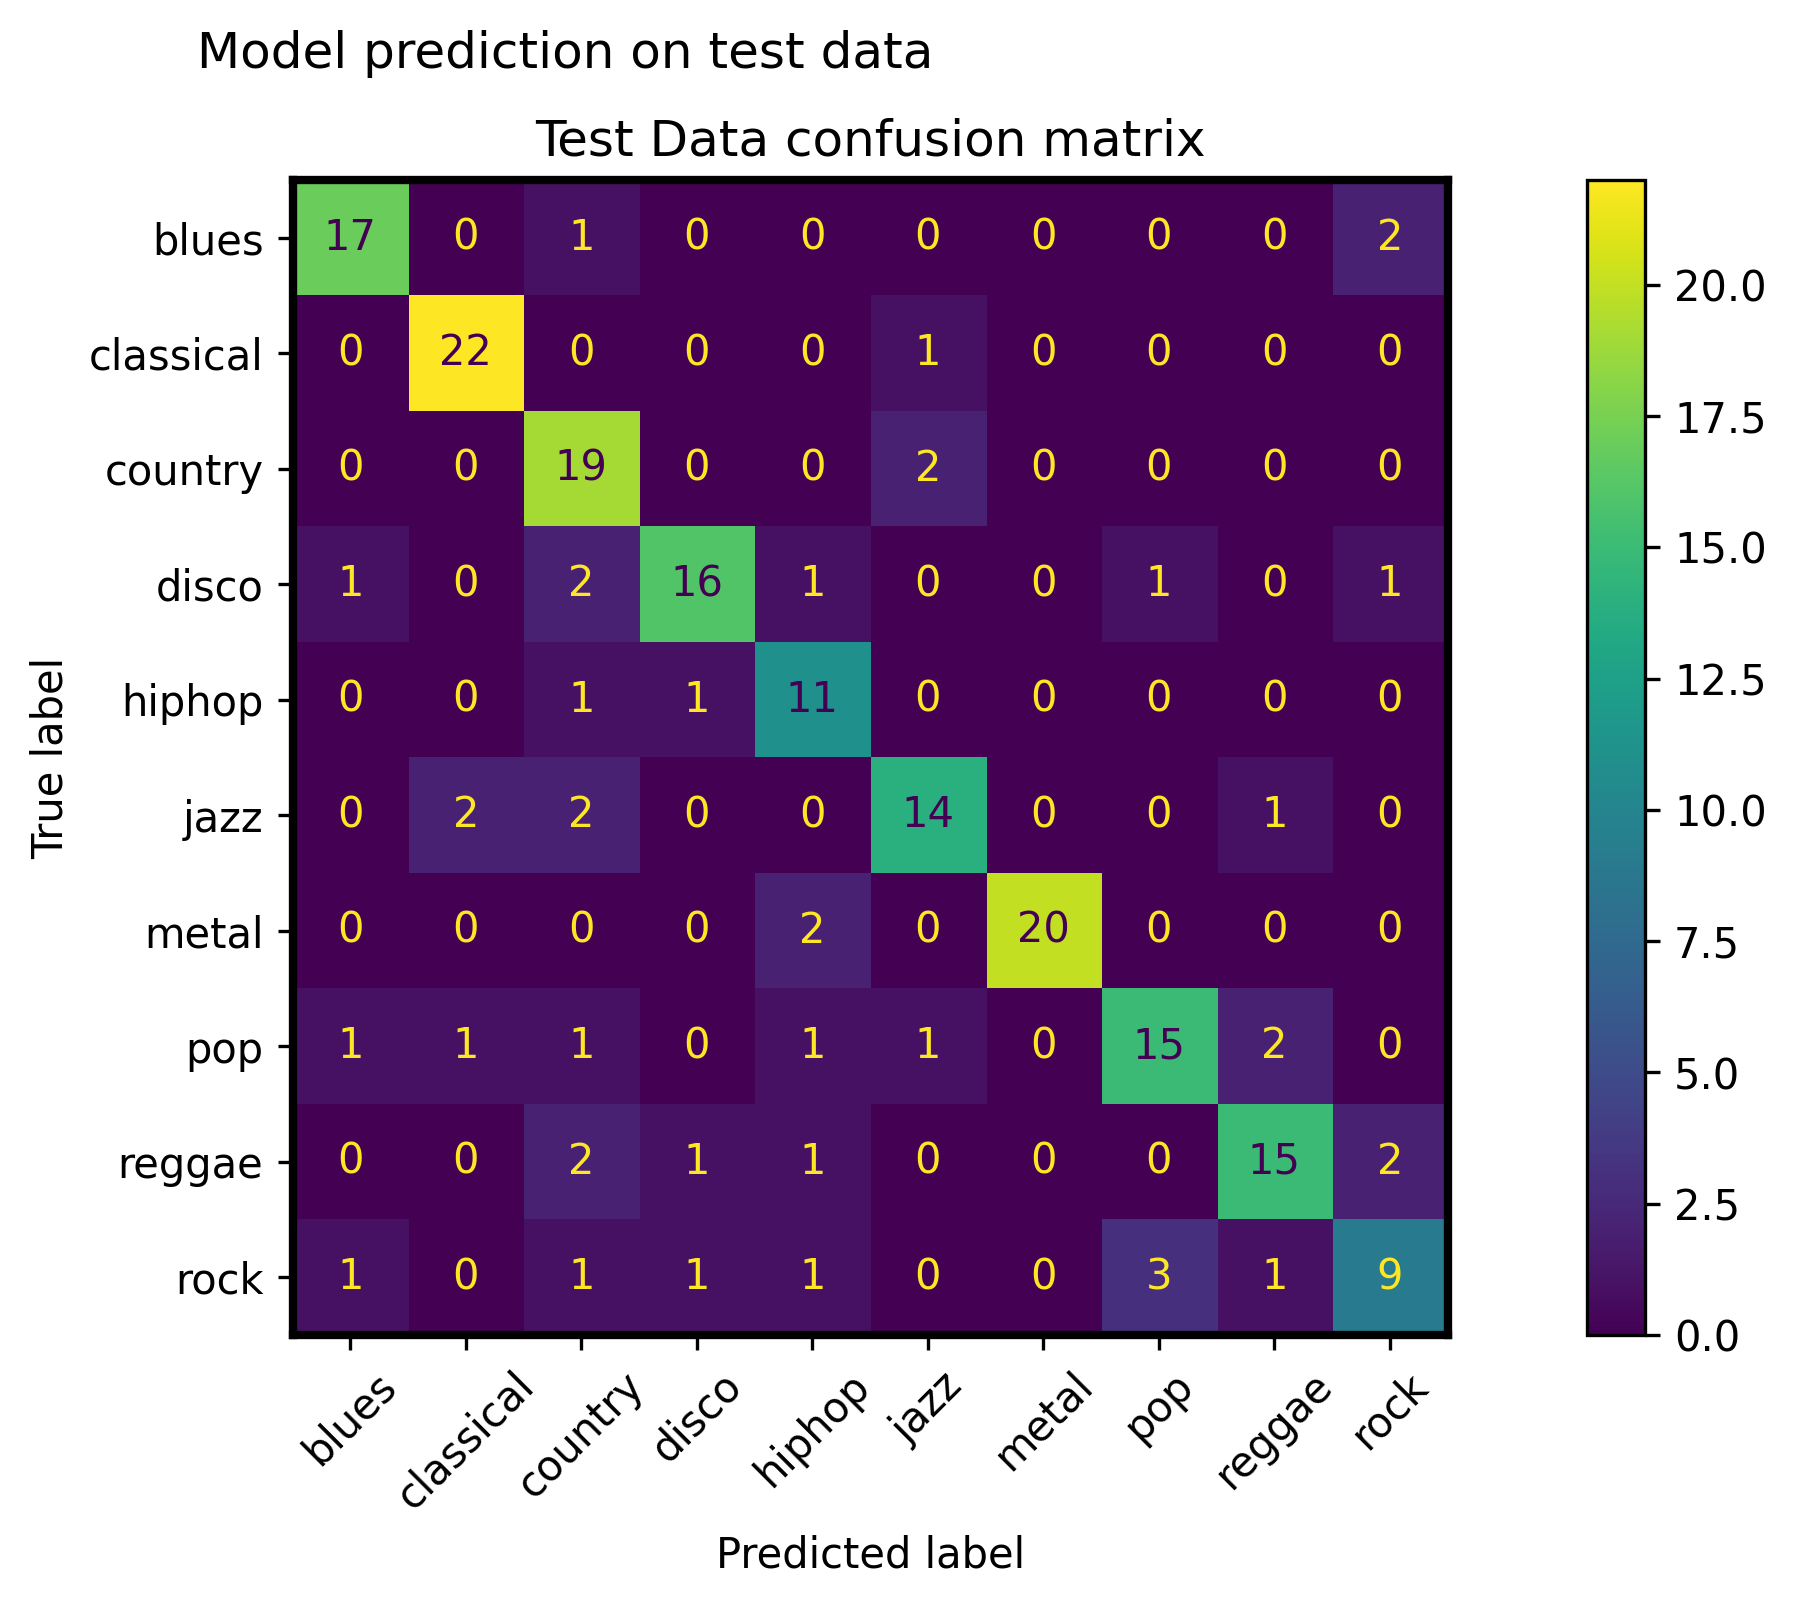 Model prediction on test data
Test Data confusion matrix
blues 17 0 1 0 0 0 0 0 0 2
classical 0 22 0 0 0 1 0 0 0 0
country 0 0 19 0 0 2 0 0 0 0
disco 1 0 2 16 1 0 0 1 0 1
hiphop 0 0 1 1 11 0 0 0 0 0
jazz 0 2 2 0 0 14 0 0 1 0
metal 0 0 0 0 2 0 20 0 0 0
pop 1 1 1 0 1 1 0 15 2 0
reggae 0 0 2 1 1 0 0 0 15 2
rock 1 0 1 1 1 0 0 3 1 9
True label
blues classical country disco hiphop jazz metal pop reggae rock
Predicted label
20.0
17.5
15.0
12.5
10.0
7.5
5.0
2.5
0.0